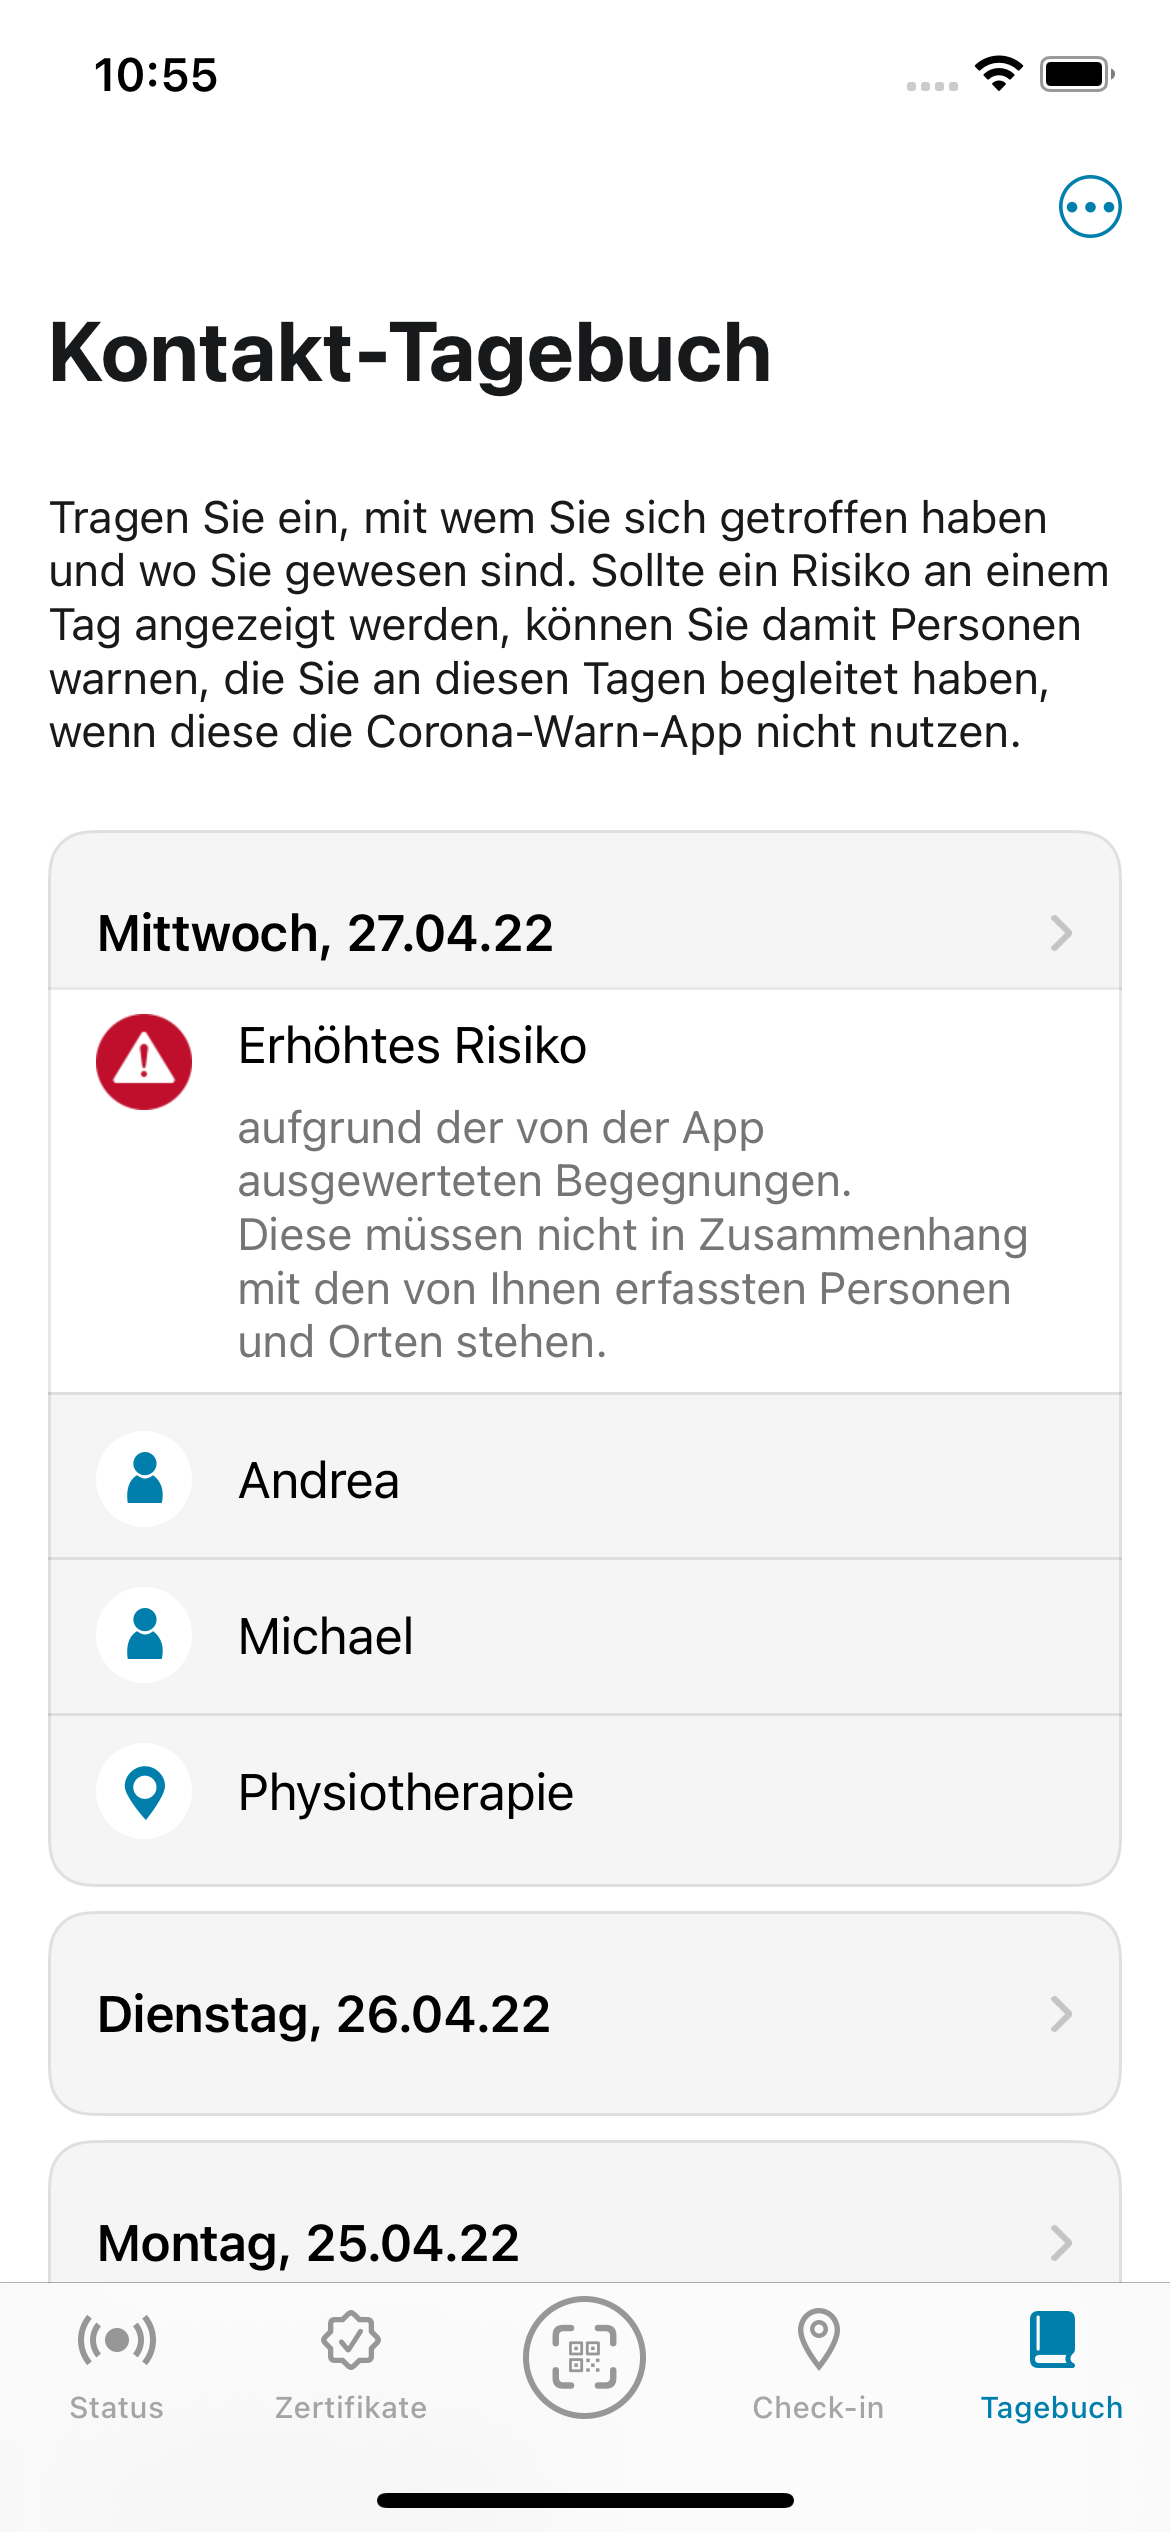 10:55
Kontakt-Tagebuch
Tragen Sie ein, mit wem Sie sich getroffen haben
und wo Sie gewesen sind. Sollte ein Risiko an einem
Tag angezeigt werden, können Sie damit Personen
warnen, die Sie an diesen Tagen begleitet haben,
wenn diese die Corona-Warn-App nicht nutzen.
Mittwoch, 27.04.22
Erhöhtes Risiko
aufgrund der von der App
ausgewerteten Begegnungen.
Diese müssen nicht in Zusammenhang
mit den von Ihnen erfassten Personen
und Orten stehen.
Andrea
Michael
Physiotherapie
Dienstag, 26.04.22
Montag, 25.04.22
Status
Zertifikate
Check-in
Tagebuch